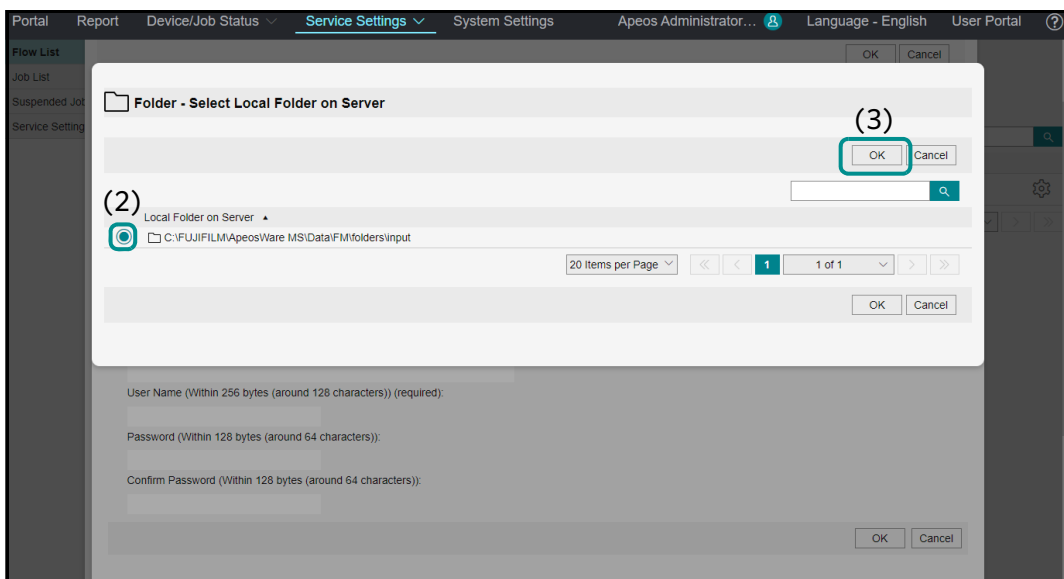 Portal Report Device/Job Status Service Settings System Settings Apeos Administrator… Language - English User Portal ?
Flow List
OK Cancel
Job List
Suspended Job
Service Setting
Folder - Select Local Folder on Server
(3)
OK Cancel
(2)
Local Folder on Server ▲
C:\FUJIFILM\ApeosWare MS\Data\FM\folders\input
20 Items per Page 1 1 of 1
OK Cancel
User Name (Within 256 bytes (around 128 characters)) (required):
Password (Within 128 bytes (around 64 characters)):
Confirm Password (Within 128 bytes (around 64 characters)):
OK Cancel